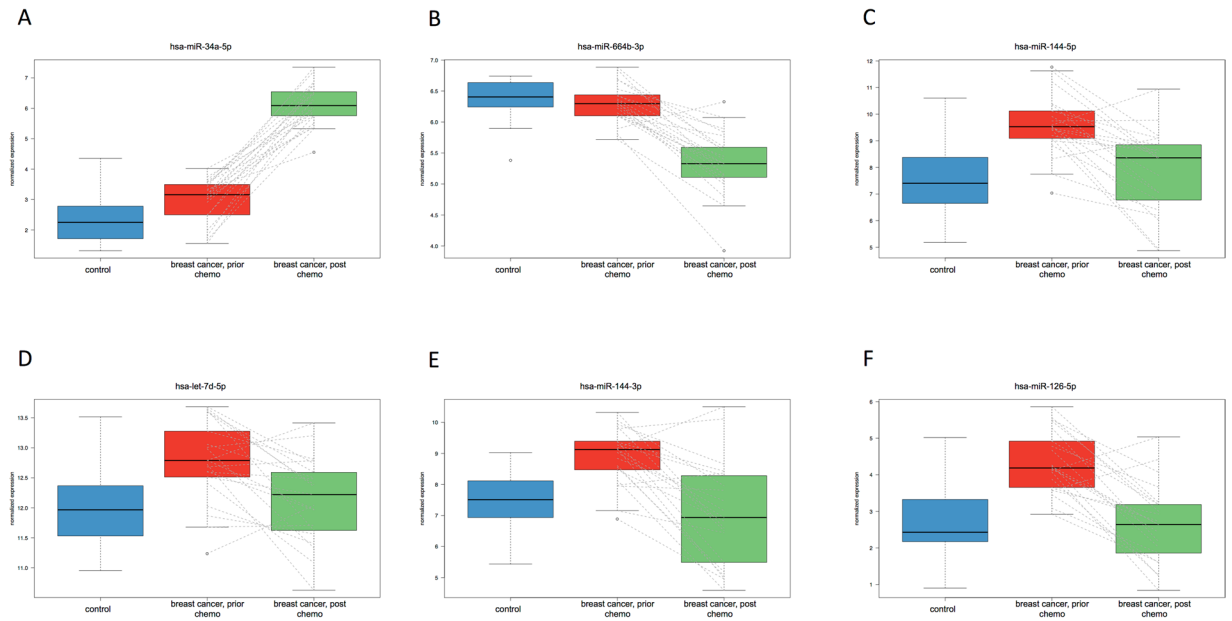 A
hsa-miR-34a-5p
normalized expression
7
6
5
4
3
2
control
breast cancer, prior
chemo
breast cancer, post
chemo
B
hsa-miR-664b-3p
normalized expression
7.0
6.5
6.0
5.5
5.0
4.5
4.0
control
breast cancer, prior
chemo
breast cancer, post
chemo
C
hsa-miR-144-5p
normalized expression
12
11
10
9
8
7
6
5
control
breast cancer, prior
chemo
breast cancer, post
chemo
D
hsa-let-7d-5p
normalized expression
13.5
13.0
12.5
12.0
11.5
11.0
control
breast cancer, prior
chemo
breast cancer, post
chemo
E
hsa-miR-144-3p
normalized expression
10
9
8
7
6
5
control
breast cancer, prior
chemo
breast cancer, post
chemo
F
hsa-miR-126-5p
normalized expression
6
5
4
3
2
1
control
breast cancer, prior
chemo
breast cancer, post
chemo